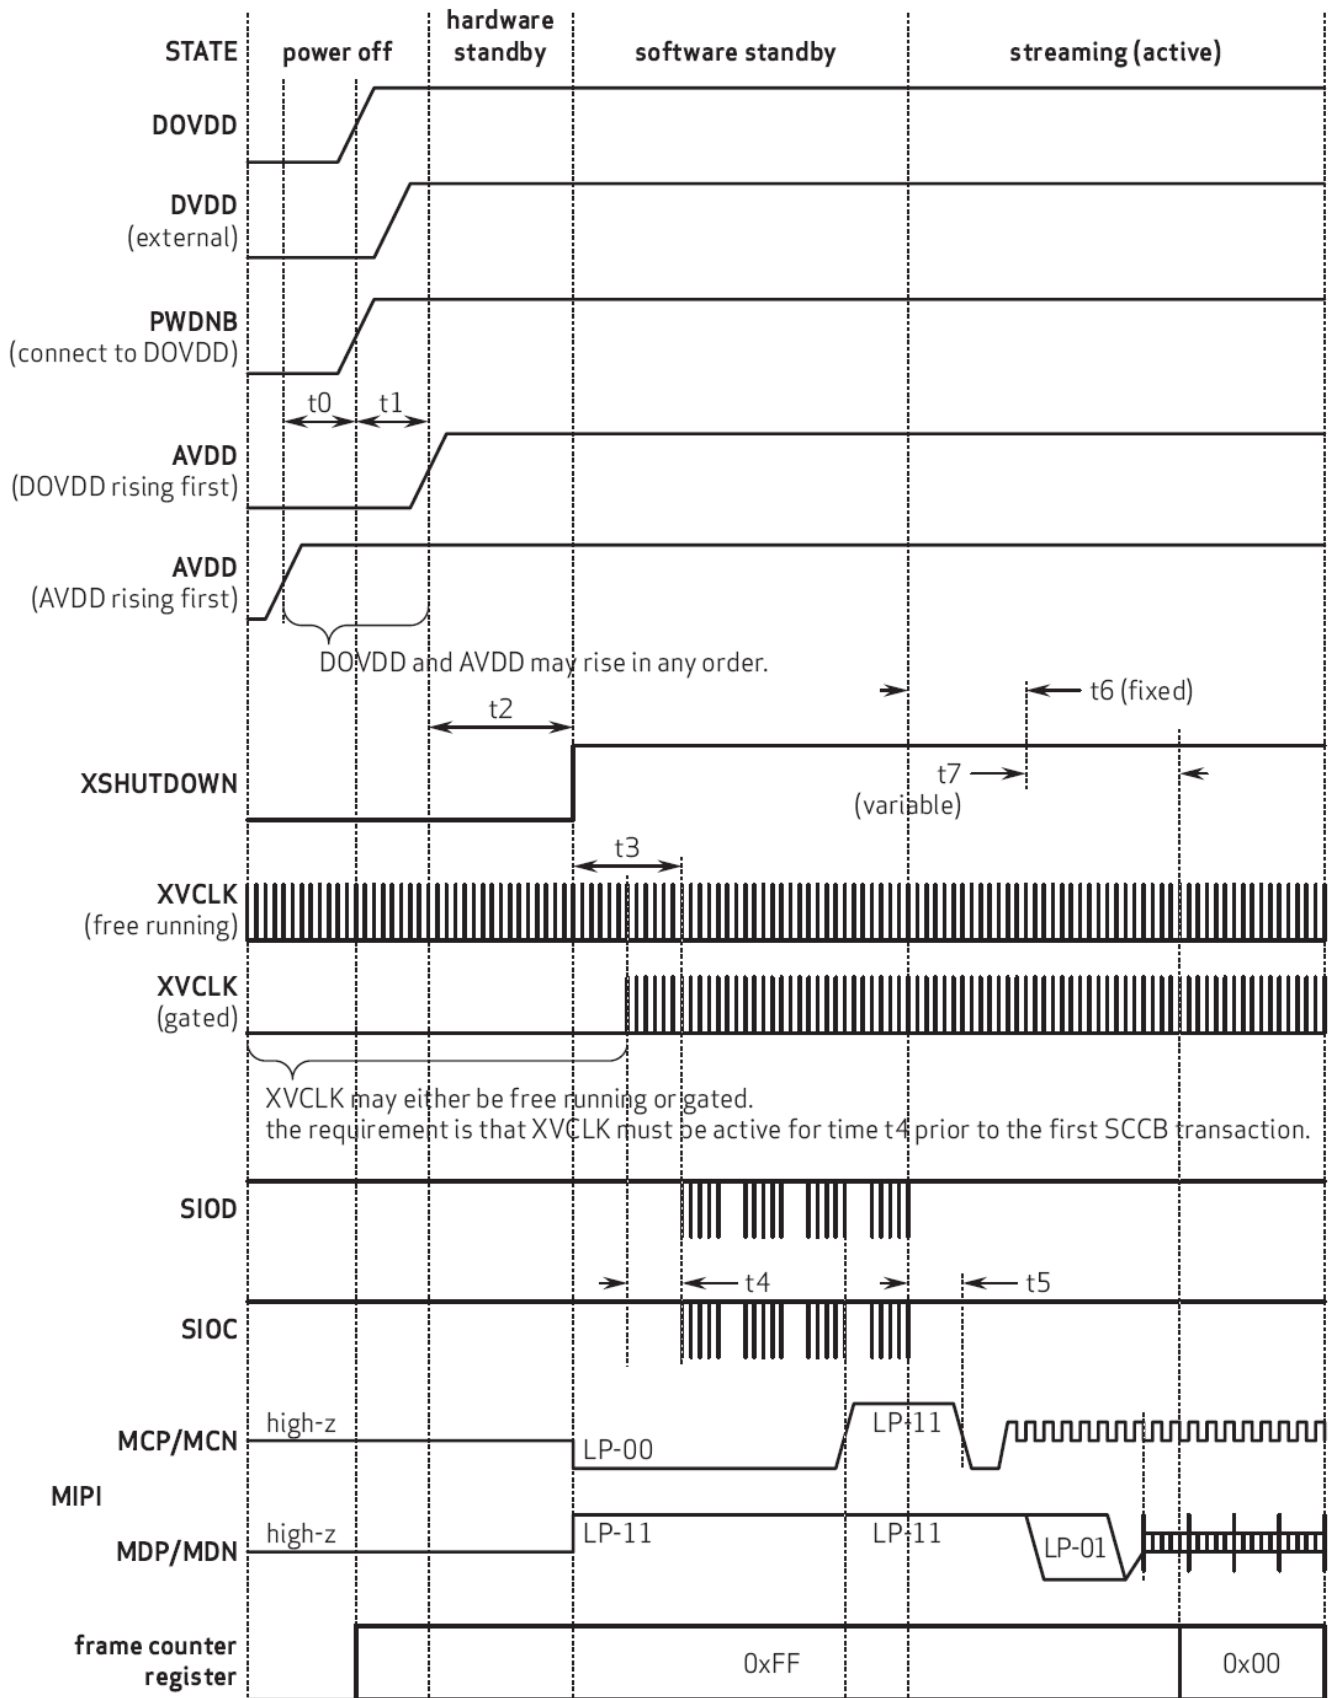 hardware
STATE power off standby software standby streaming (active)
DOVDD
DVDD
(external)
PWDNB
(connect to DOVDD)
t0 t1
AVDD
(DOVDD rising first)
AVDD
(AVDD rising first)
DOVDD and AVDD may rise in any order.
t6 (fixed)
t2
XSHUTDOWN
t7
(variable)
t3
XVCLK
(free running)
XVCLK
(gated)
XVCLK may either be free running or gated.
the requirement is that XVCLK must be active for time t4 prior to the first SCCB transaction.
SIOD
t4 t5
SIOC
high-z
MCP/MCN
LP-00
LP-11
MIPI
high-z
MDP/MDN
LP-11
LP-11
LP-01
frame counter
register
0xFF
0x00